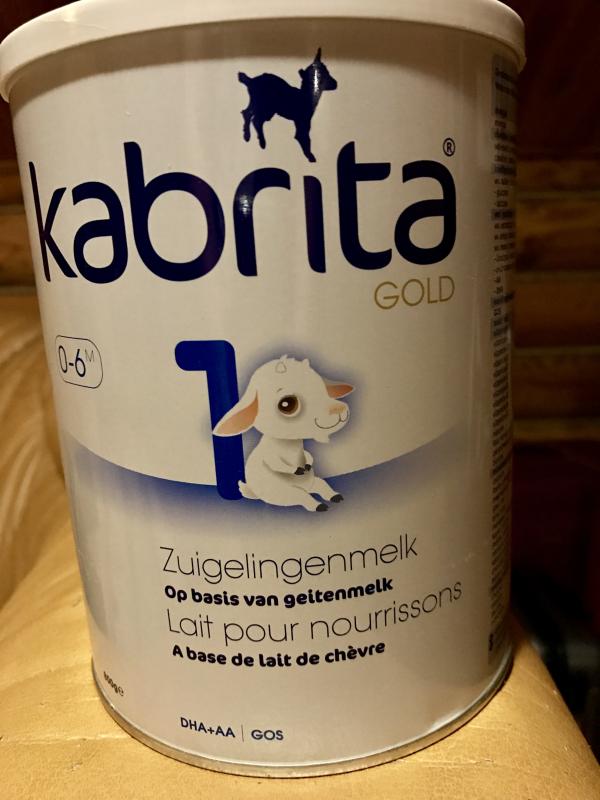 kabrita®
GOLD
0-6M
1
Zuigelingenmelk
Op basis van geitenmelk
Lait pour nourrissons
A base de lait de chèvre
800g℮
DHA+AA | GOS